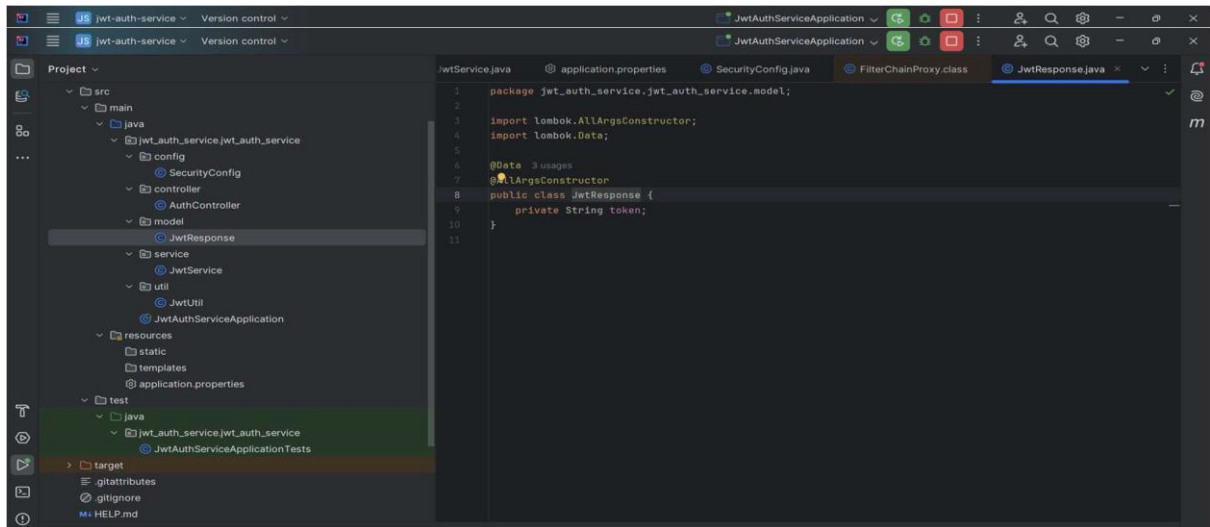 JS jwt-auth-service Version control JwtAuthServiceApplication
JS jwt-auth-service Version control JwtAuthServiceApplication
Project
src
main
java
jwt_auth_service.jwt_auth_service
config
SecurityConfig
controller
AuthController
model
JwtResponse
service
JwtService
util
JwtUtil
JwtAuthServiceApplication
resources
static
templates
application.properties
test
java
jwt_auth_service.jwt_auth_service
JwtAuthServiceApplicationTests
target
.gitattributes
.gitignore
M↓ HELP.md
JwtService.java application.properties SecurityConfig.java FilterChainProxy.class JwtResponse.java
1 package jwt_auth_service.jwt_auth_service.model;
2
3 import lombok.AllArgsConstructor;
4 import lombok.Data;
5
6 @Data 3 usages
7 @AllArgsConstructor
8 public class JwtResponse {
9 private String token;
10 }
11
m